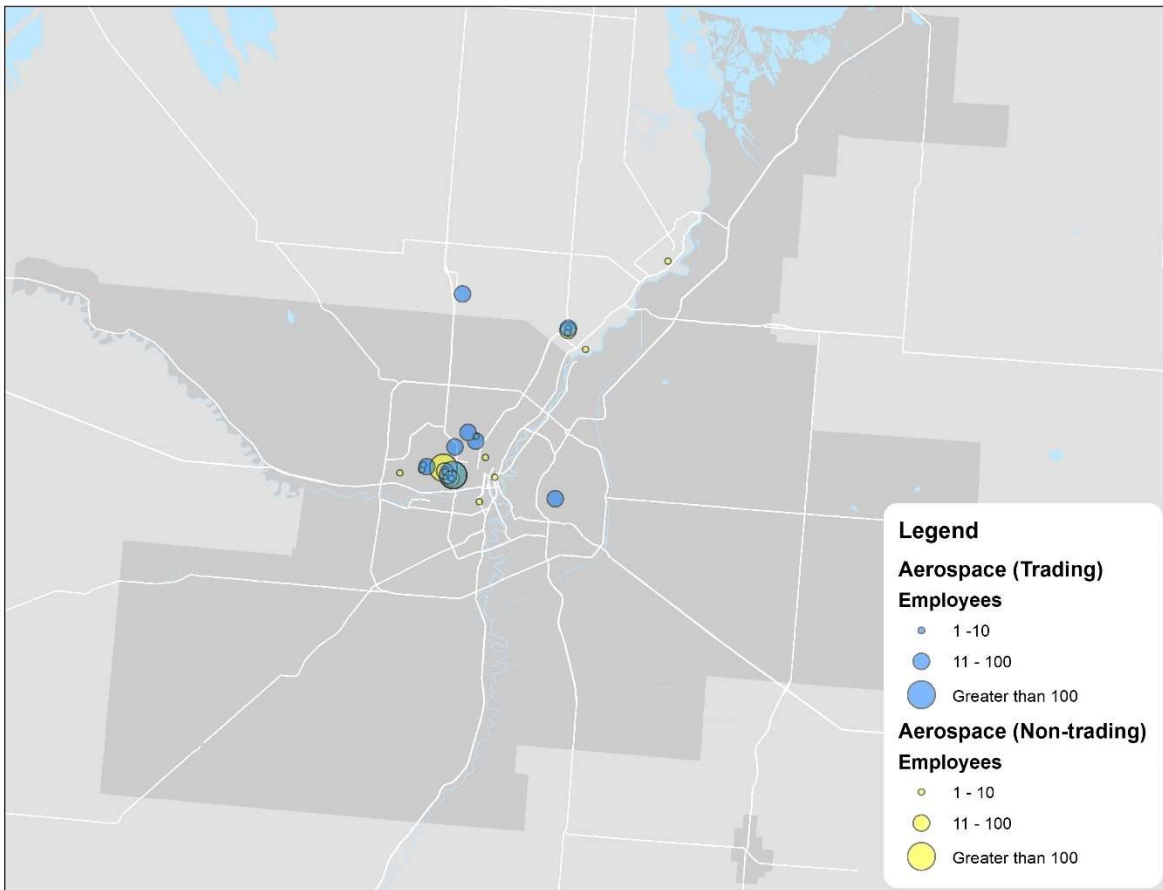 Legend
Aerospace (Trading)
Employees
1 -10
11 - 100
Greater than 100
Aerospace (Non-trading)
Employees
1 - 10
11 - 100
Greater than 100